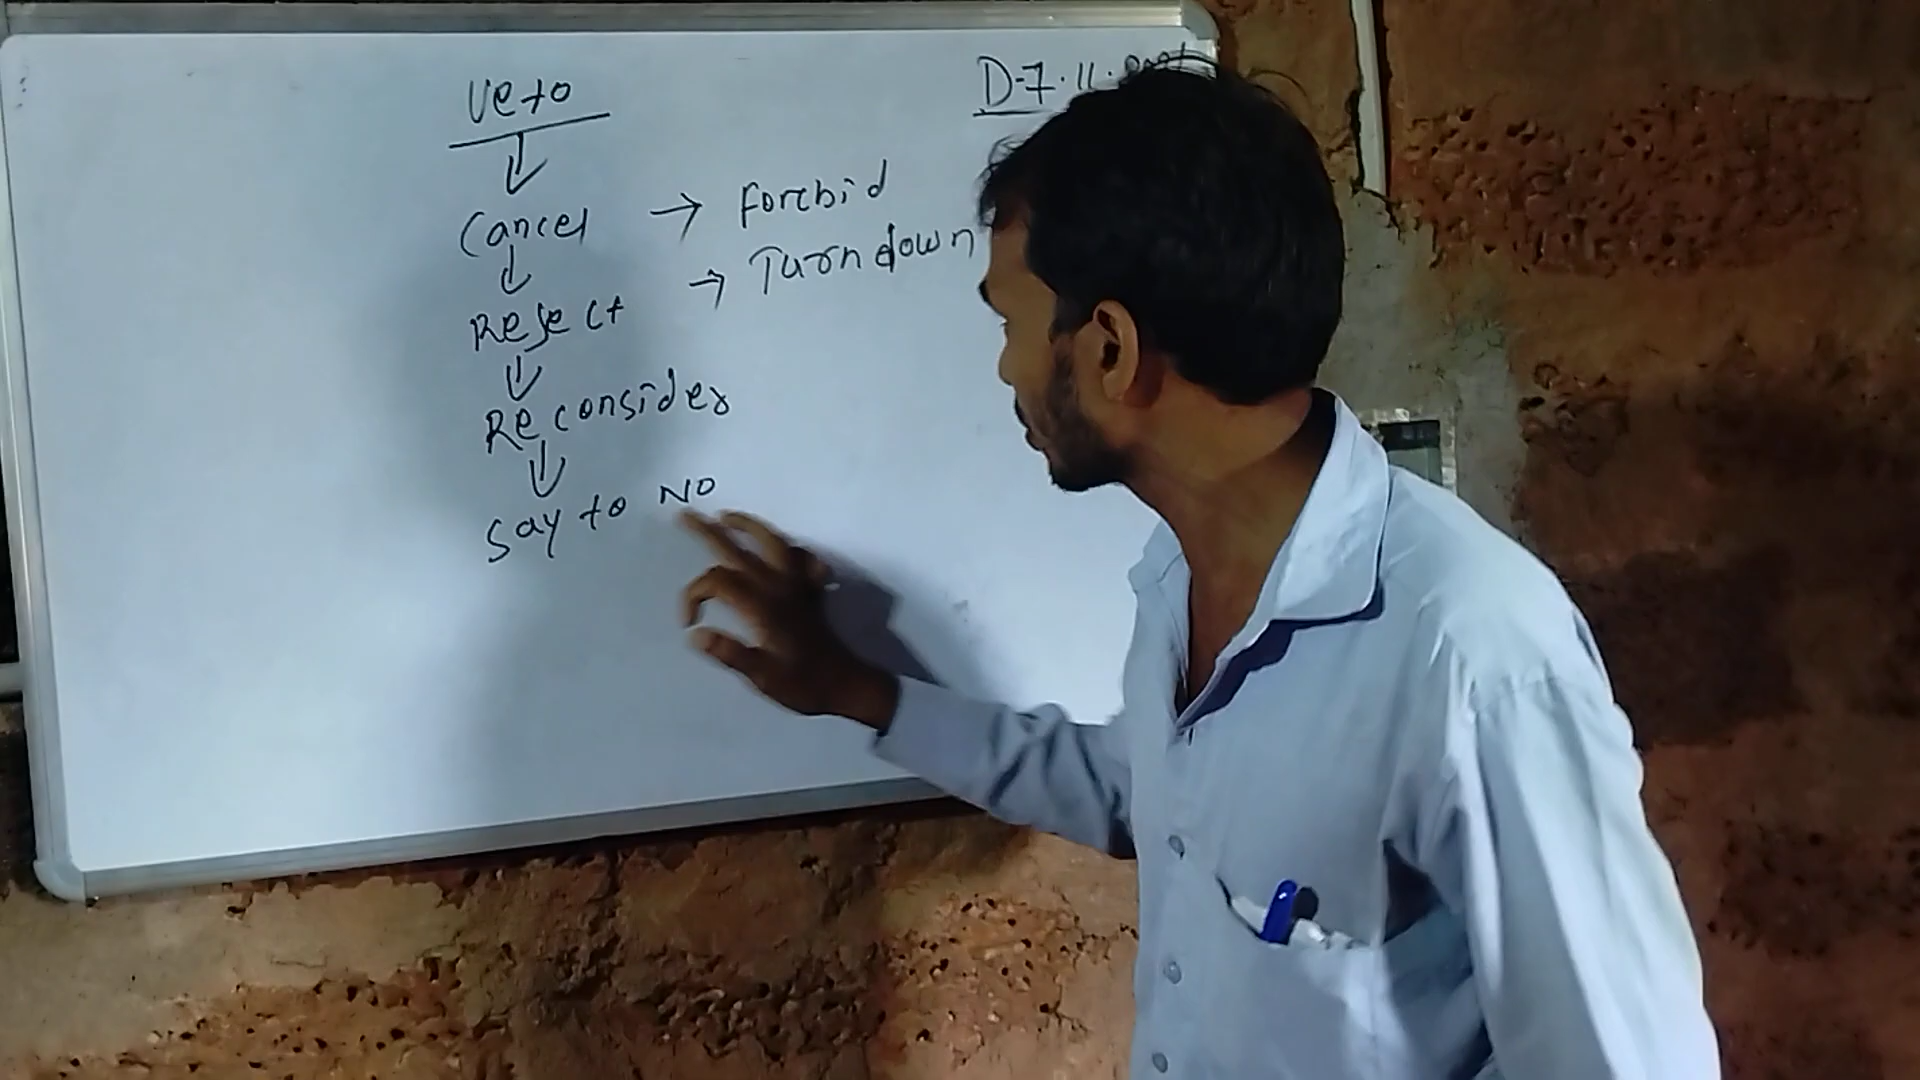 Veto
D-7.11.
Cancel → Forbid
Reject → Turn down
Reconsider
Say to No